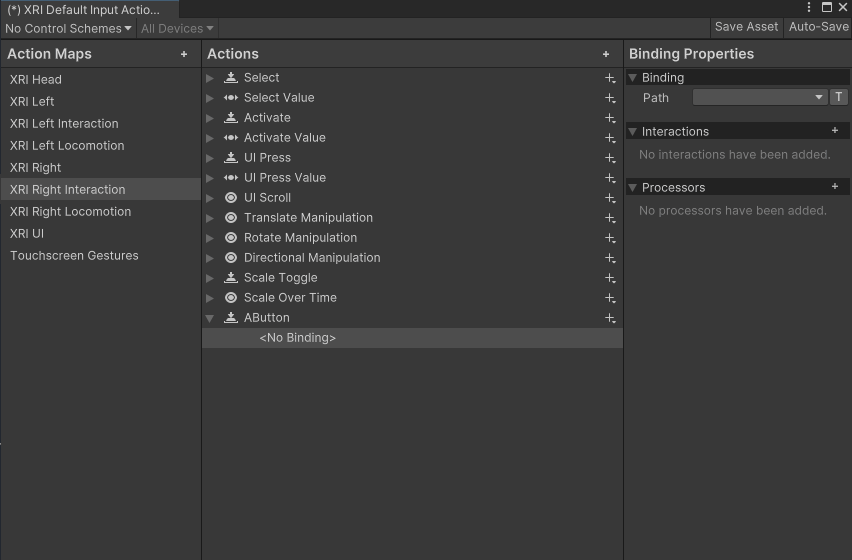 (*) XRI Default Input Actio...
No Control Schemes All Devices Save Asset Auto-Save
Action Maps +
XRI Head
XRI Left
XRI Left Interaction
XRI Left Locomotion
XRI Right
XRI Right Interaction
XRI Right Locomotion
XRI UI
Touchscreen Gestures
Actions +
Select
Select Value
Activate
Activate Value
UI Press
UI Press Value
UI Scroll
Translate Manipulation
Rotate Manipulation
Directional Manipulation
Scale Toggle
Scale Over Time
AButton
<No Binding>
Binding Properties
Binding
Path T
Interactions +
No interactions have been added.
Processors +
No processors have been added.